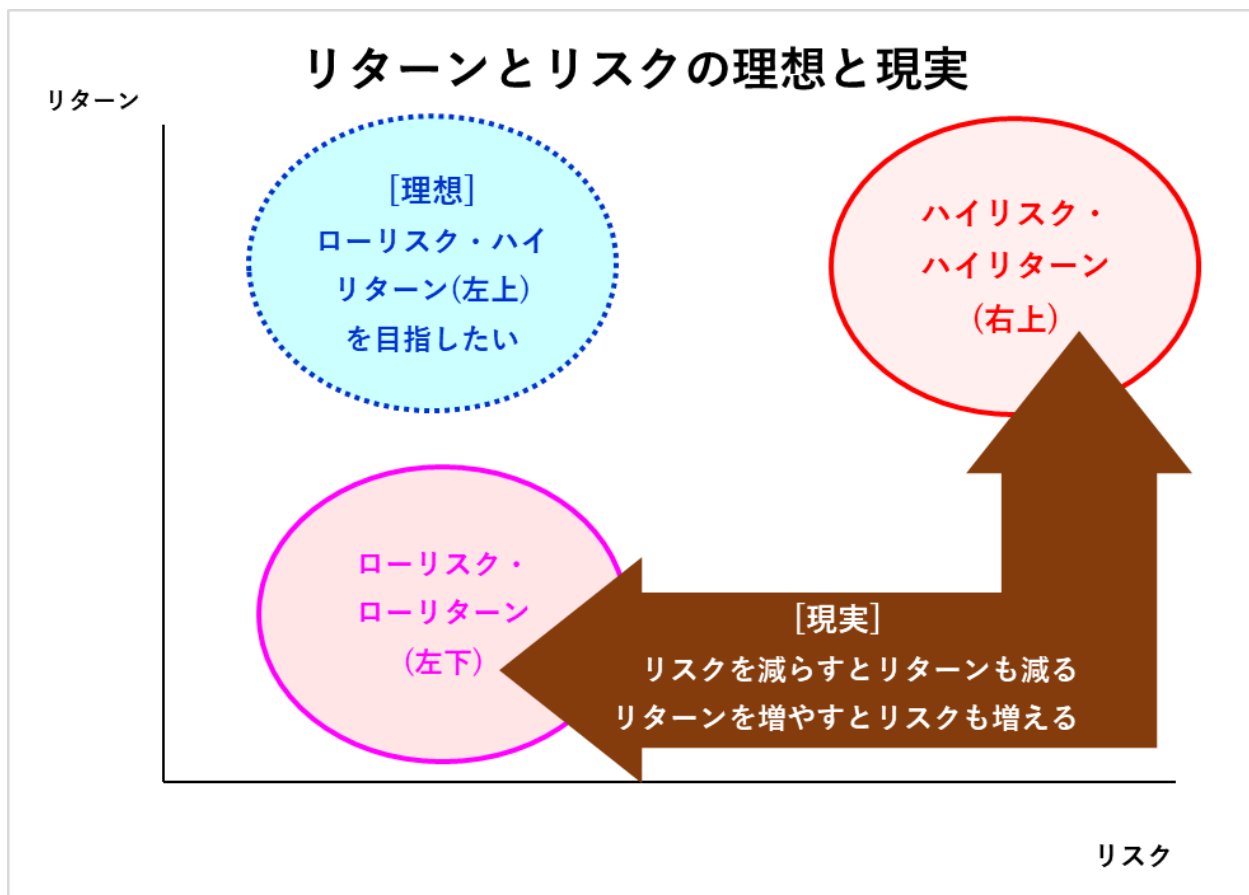 リターンとリスクの理想と現実
リターン
[理想]
ローリスク・ハイ
リターン(左上)
を目指したい
ハイリスク・
ハイリターン
(右上)
ローリスク・
ローリターン
(左下)
[現実]
リスクを減らすとリターンも減る
リターンを増やすとリスクも増える
リスク